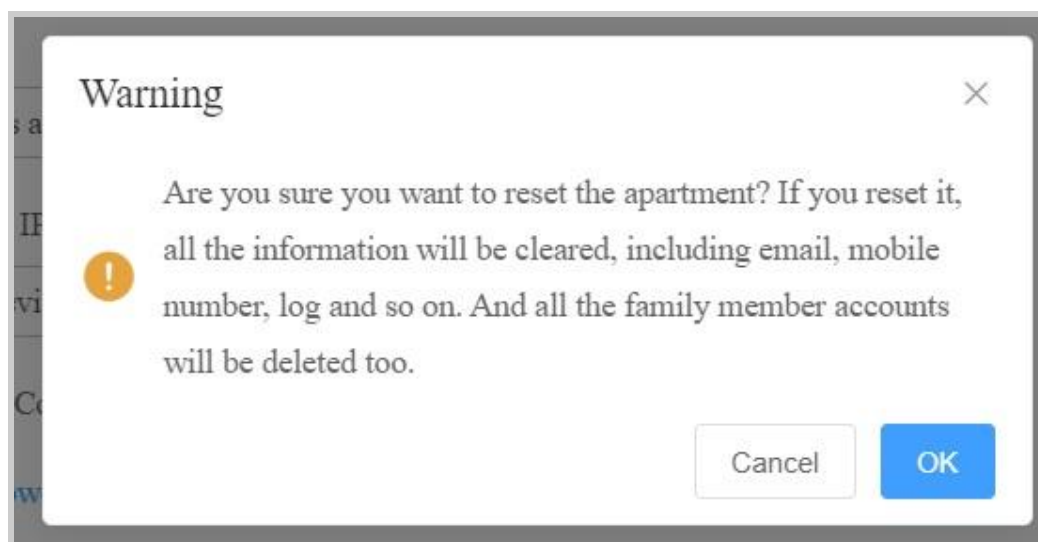 Warning
Are you sure you want to reset the apartment? If you reset it,
all the information will be cleared, including email, mobile
number, log and so on. And all the family member accounts
will be deleted too.
Cancel
OK